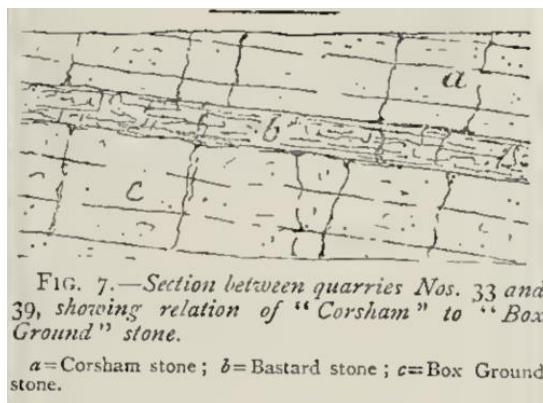 a
b
c
FIG. 7.—Section between quarries Nos. 33 and
39, showing relation of "Corsham" to "Box
Ground" stone.
a=Corsham stone; b=Bastard stone; c=Box Ground
stone.